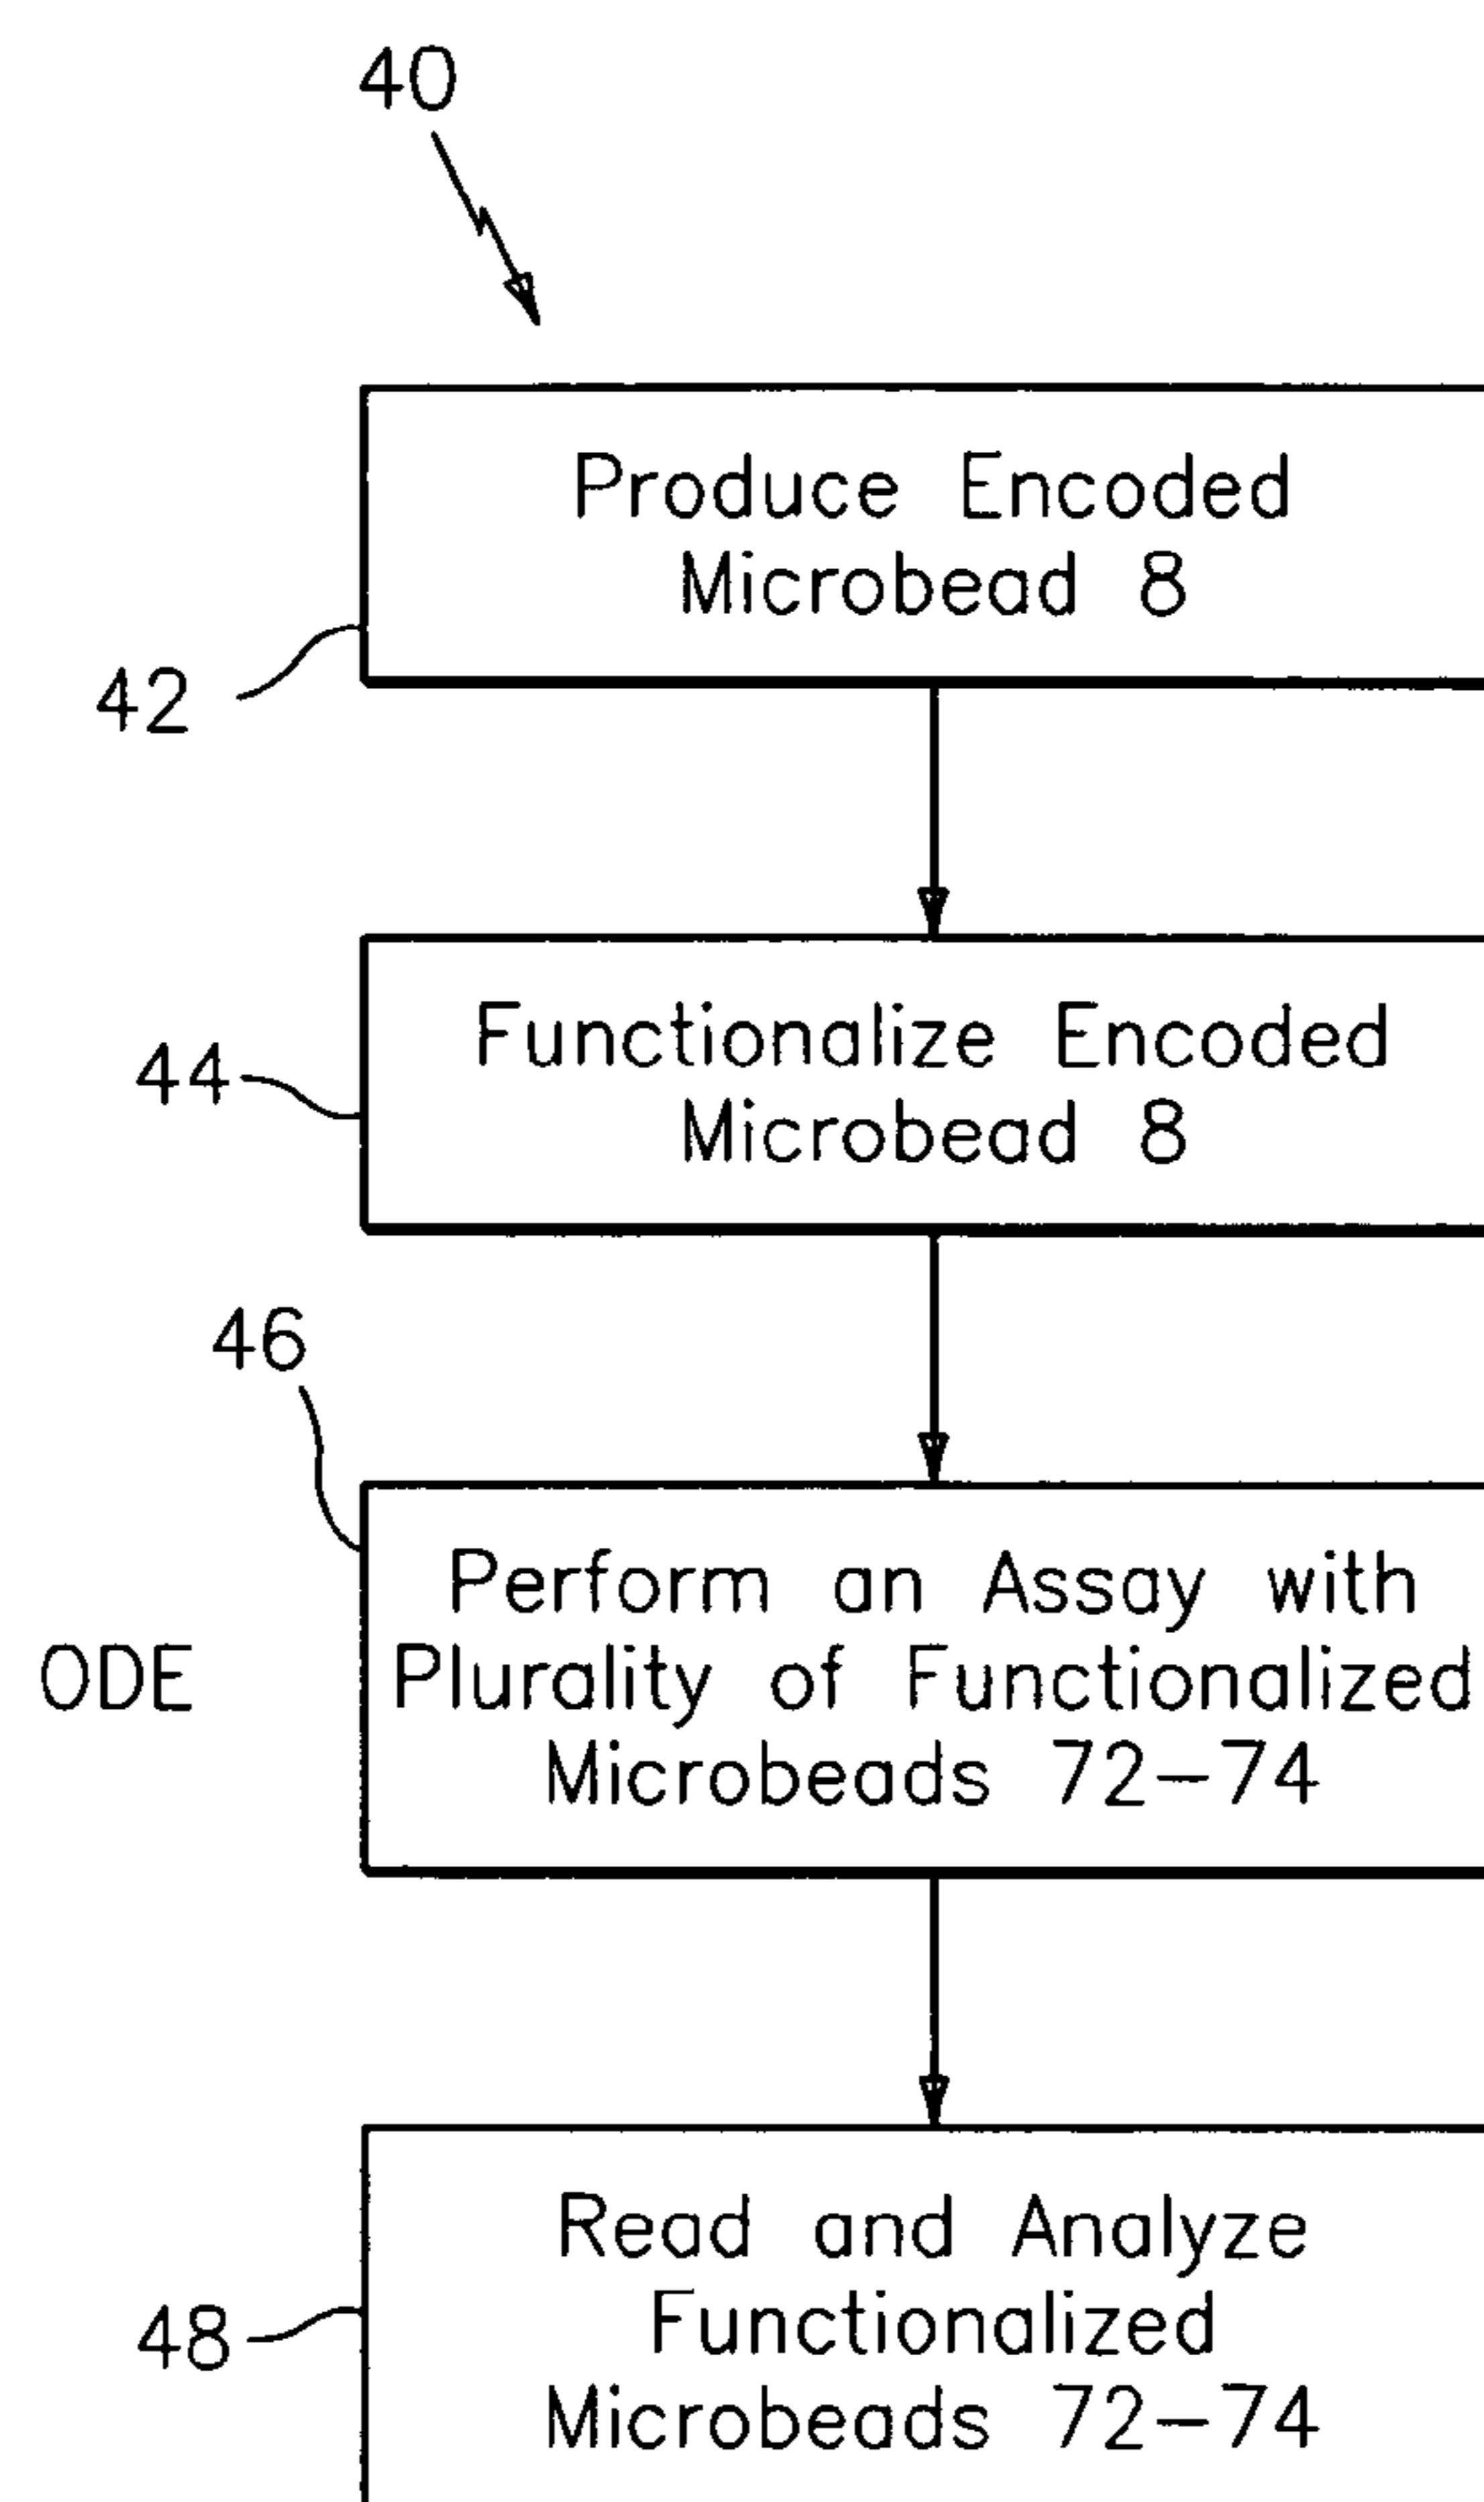 40
Produce Encoded
Microbead 8
42
Functionalize Encoded
Microbead 8
44
46
Perform an Assay with
ODE
Plurality of Functionalized
Microbeads 72-74
Read and Analyze
Functionalized
48
Microbeads 72-74